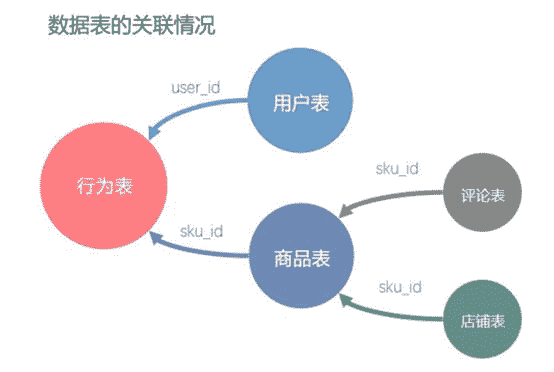 数据表的关联情况
user_id
用户表
行为表
sku_id
评论表
sku_id
商品表
sku_id
店铺表